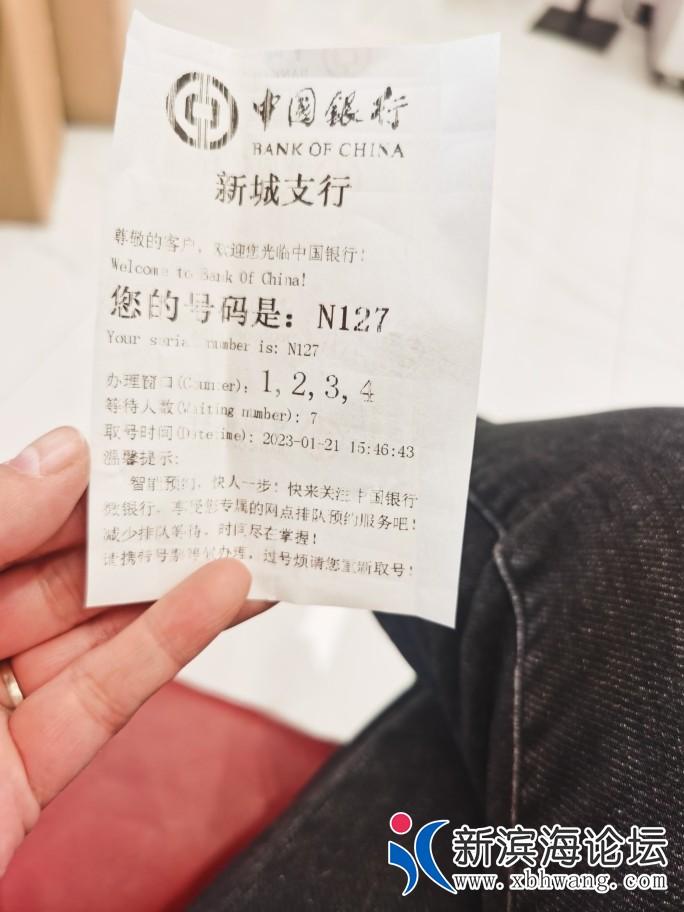 中国银行
BANK OF CHINA
新城支行
尊敬的客户，欢迎您光临中国银行！
Welcome to Bank Of China!
您的号码是：N127
Your serial number is: N127
办理窗口(Counter)：1,2,3,4
等待人数(Waiting number)：7
取号时间(Datetime)：2023-01-21 15:46:43
温馨提示：
智能预约，快人一步！快来关注中国银行
微银行，享受您专属的网点排队预约服务吧！
减少排队等待，时间尽在掌握！
请携 号 办理，过号烦请您重新取号！
新滨海论坛
www.xbhwang.com